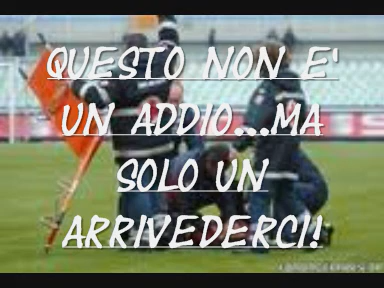 QUESTO NON E'
UN ADDIO...MA
SOLO UN
ARRIVEDERCI!